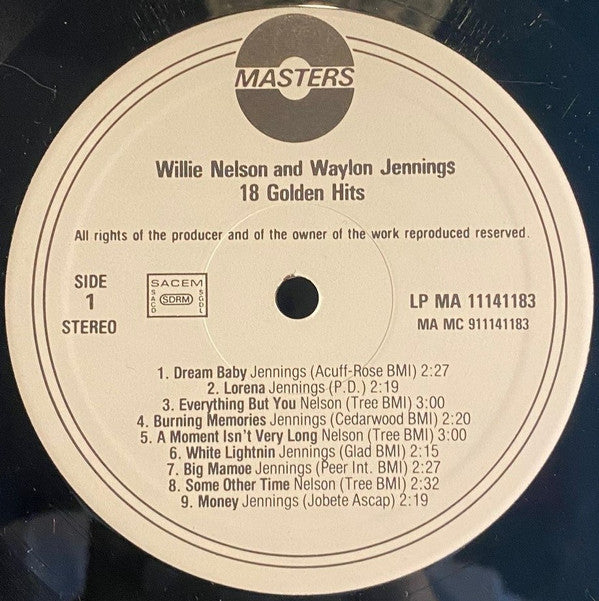 MASTERS
Willie Nelson and Waylon Jennings
18 Golden Hits
All rights of the producer and of the owner of the work reproduced reserved.
SIDE
1
STEREO
SACEM
SACD
SDRM
SGDL
LP MA 11141183
MA MC 911141183
1. Dream Baby Jennings (Acuff-Rose BMI) 2:27
2. Lorena Jennings (P.D.) 2:19
3. Everything But You Nelson (Tree BMI) 3:00
4. Burning Memories Jennings (Cedarwood BMI) 2:20
5. A Moment Isn't Very Long Nelson (Tree BMI) 3:00
6. White Lightnin Jennings (Glad BMI) 2:15
7. Big Mamoe Jennings (Peer Int. BMI) 2:27
8. Some Other Time Nelson (Tree BMI) 2:32
9. Money Jennings (Jobete Ascap) 2:19